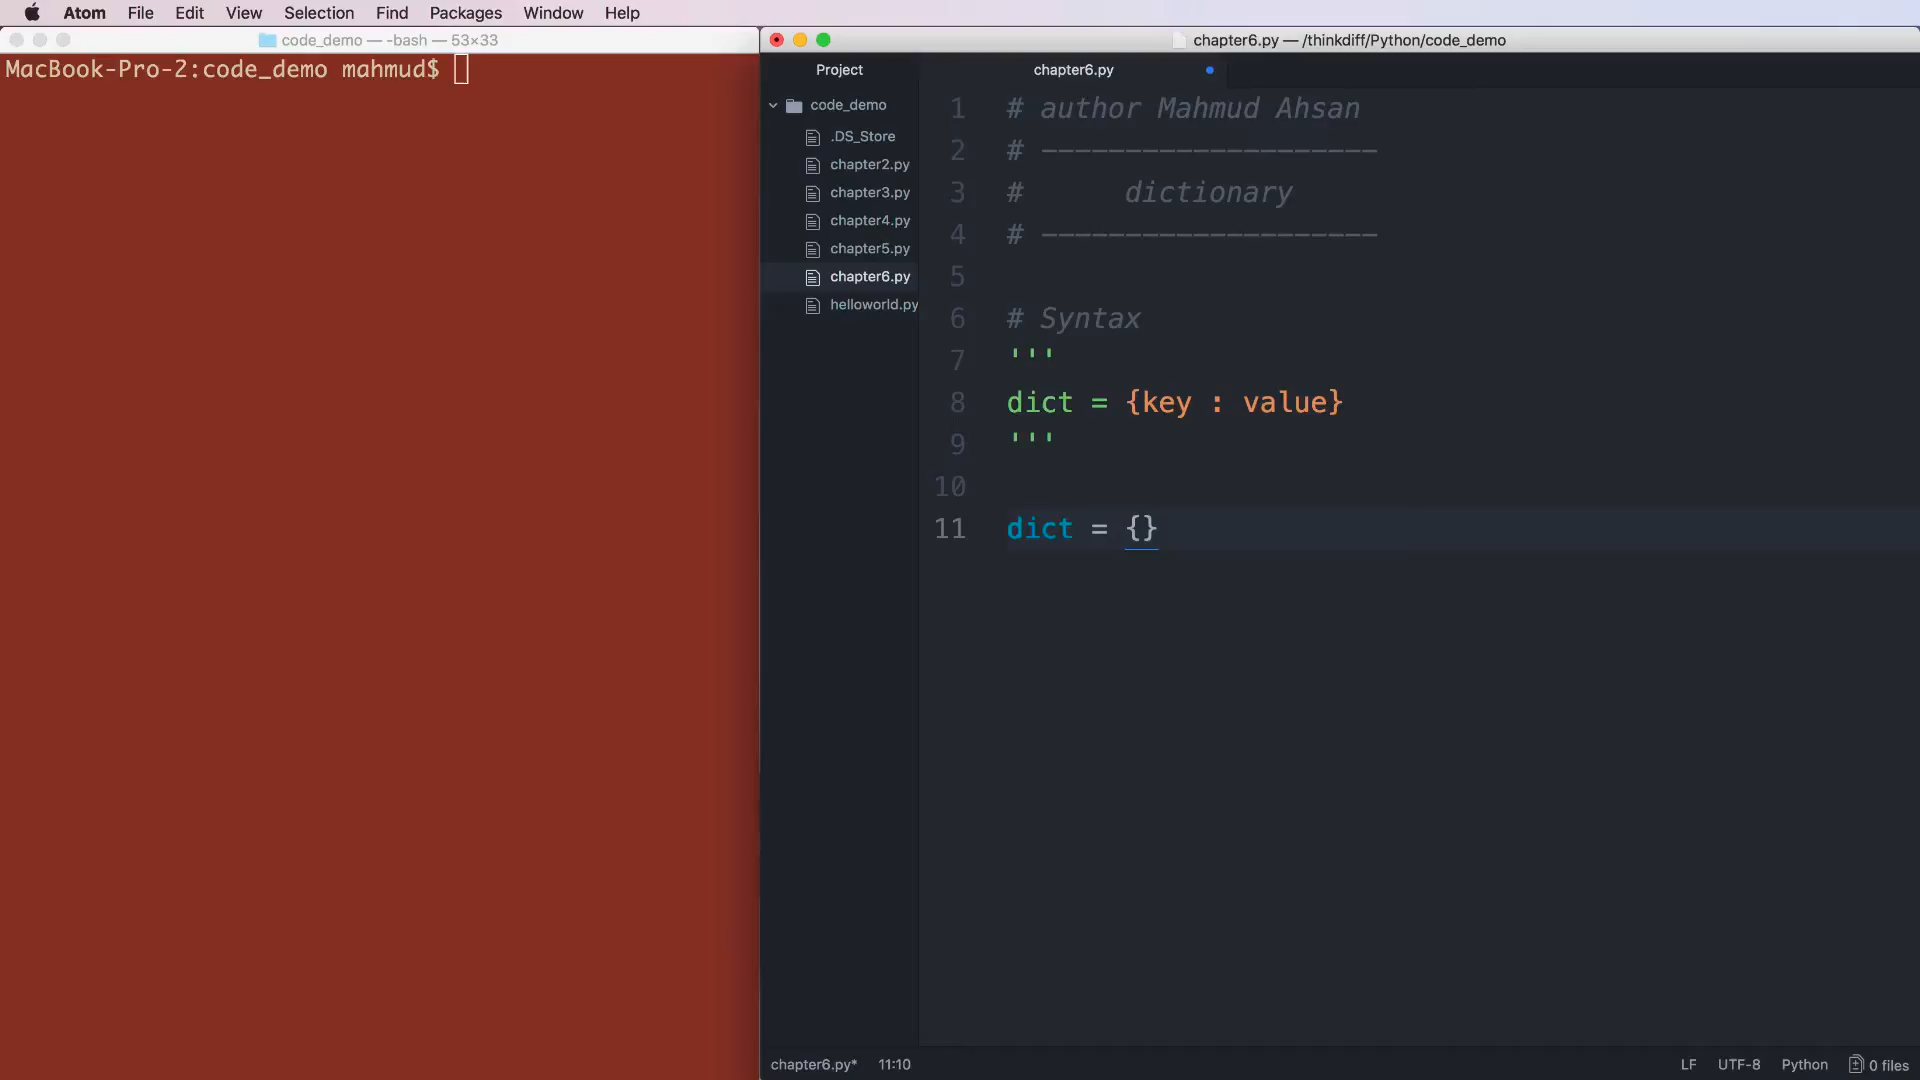 Atom File Edit View Selection Find Packages Window Help
code_demo — -bash — 53×33
MacBook-Pro-2:code_demo mahmud$
chapter6.py — /thinkdiff/Python/code_demo
Project
code_demo
.DS_Store
chapter2.py
chapter3.py
chapter4.py
chapter5.py
chapter6.py
helloworld.py
chapter6.py
1 # author Mahmud Ahsan
2 # --------------------
3 #      dictionary
4 # --------------------
5
6 # Syntax
7 '''
8 dict = {key : value}
9 '''
10
11 dict = {}
chapter6.py* 11:10
LF UTF-8 Python 0 files